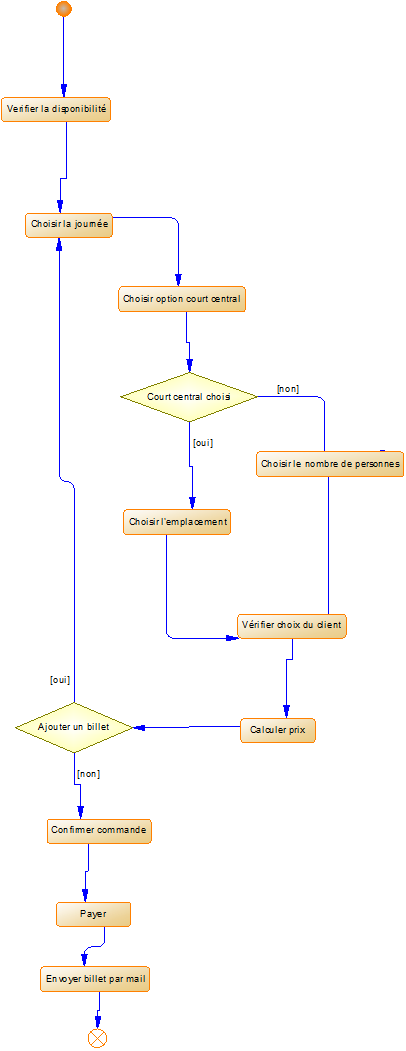 Verifier la disponibilité
Choisir la journée
Choisir option court central
Court central choisi
[non]
[oui]
Choisir le nombre de personnes
Choisir l'emplacement
Vérifier choix du client
[oui]
Ajouter un billet
Calculer prix
[non]
Confirmer commande
Payer
Envoyer billet par mail